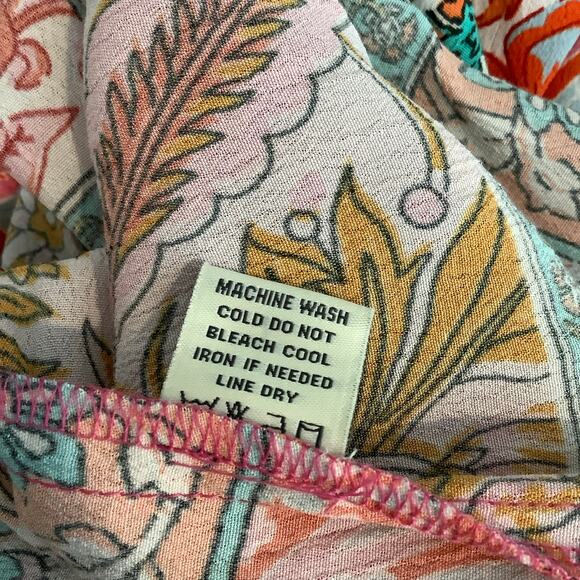 MACHINE WASH
COLD DO NOT
BLEACH COOL
IRON IF NEEDED
LINE DRY